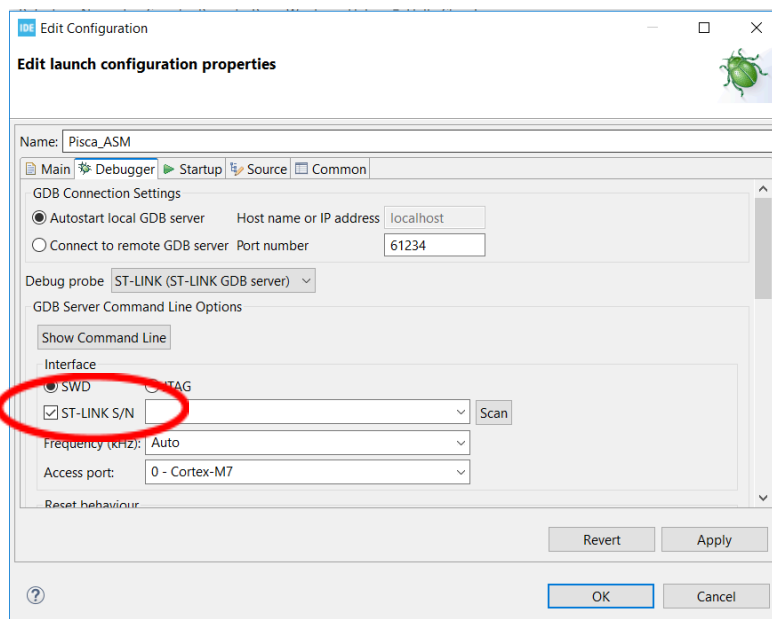 IDE Edit Configuration
Edit launch configuration properties
Name: Pisca_ASM
Main Debugger Startup Source Common
GDB Connection Settings
Autostart local GDB server Host name or IP address localhost
Connect to remote GDB server Port number 61234
Debug probe ST-LINK (ST-LINK GDB server)
GDB Server Command Line Options
Show Command Line
Interface
SWD JTAG
ST-LINK S/N Scan
Frequency (kHz): Auto
Access port: 0 - Cortex-M7
Reset behaviour
Revert Apply
OK Cancel